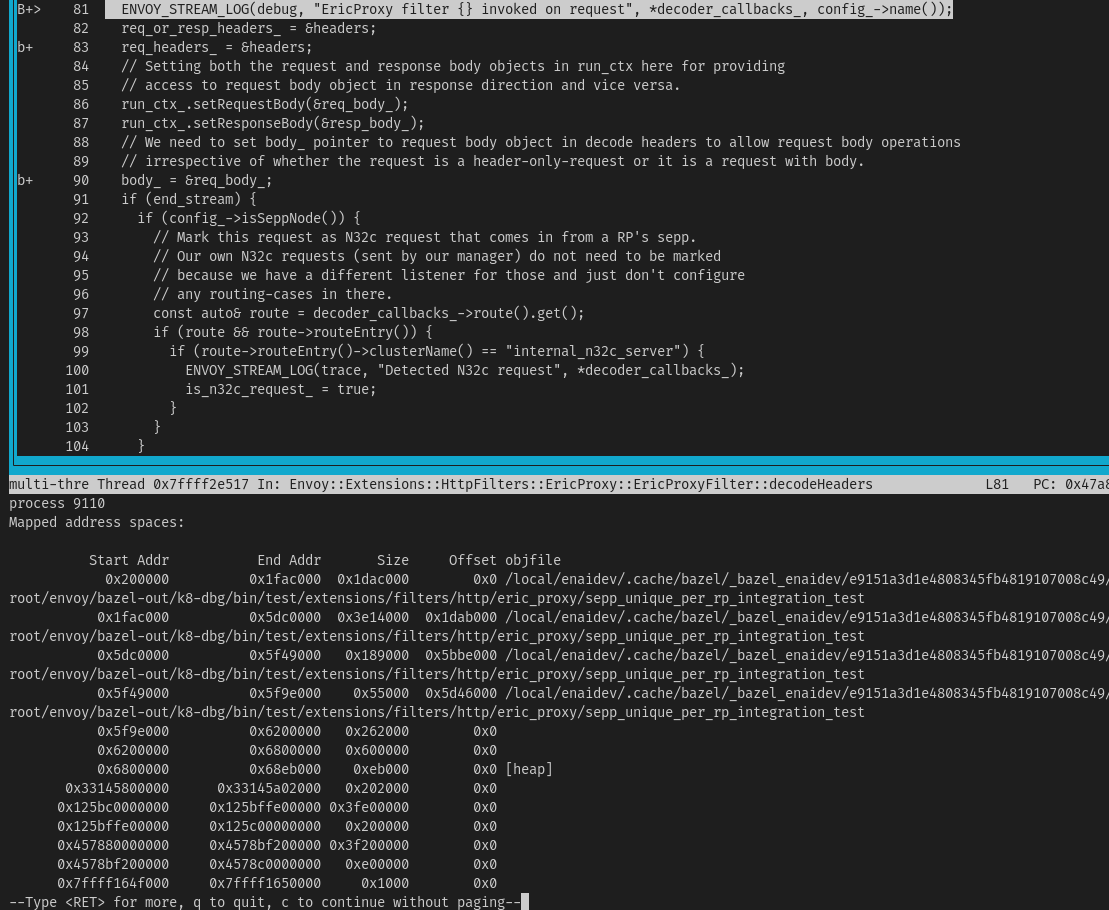 B+> 81 ENVOY_STREAM_LOG(debug, "EricProxy filter {} invoked on request", *decoder_callbacks_, config_->name());
82 req_or_resp_headers_ = &headers;
b+ 83 req_headers_ = &headers;
84 // Setting both the request and response body objects in run_ctx here for providing
85 // access to request body object in response direction and vice versa.
86 run_ctx_.setRequestBody(&req_body_);
87 run_ctx_.setResponseBody(&resp_body_);
88 // We need to set body_ pointer to request body object in decode headers to allow request body operations
89 // irrespective of whether the request is a header-only-request or it is a request with body.
b+ 90 body_ = &req_body_;
91 if (end_stream) {
92 if (config_->isSeppNode()) {
93 // Mark this request as N32c request that comes in from a RP's sepp.
94 // Our own N32c requests (sent by our manager) do not need to be marked
95 // because we have a different listener for those and just don't configure
96 // any routing-cases in there.
97 const auto& route = decoder_callbacks_->route().get();
98 if (route && route->routeEntry()) {
99 if (route->routeEntry()->clusterName() == "internal_n32c_server") {
100 ENVOY_STREAM_LOG(trace, "Detected N32c request", *decoder_callbacks_);
101 is_n32c_request_ = true;
102 }
103 }
104 }
multi-thre Thread 0x7ffff2e517 In: Envoy::Extensions::HttpFilters::EricProxy::EricProxyFilter::decodeHeaders L81 PC: 0x47a8
process 9110
Mapped address spaces:
Start Addr End Addr Size Offset objfile
0x200000 0x1fac000 0x1dac000 0x0 /local/enaidev/.cache/bazel/_bazel_enaidev/e9151a3d1e4808345fb4819107008c49/
root/envoy/bazel-out/k8-dbg/bin/test/extensions/filters/http/eric_proxy/sepp_unique_per_rp_integration_test
0x1fac000 0x5dc0000 0x3e14000 0x1dab000 /local/enaidev/.cache/bazel/_bazel_enaidev/e9151a3d1e4808345fb4819107008c49/
root/envoy/bazel-out/k8-dbg/bin/test/extensions/filters/http/eric_proxy/sepp_unique_per_rp_integration_test
0x5dc0000 0x5f49000 0x189000 0x5bbe000 /local/enaidev/.cache/bazel/_bazel_enaidev/e9151a3d1e4808345fb4819107008c49/
root/envoy/bazel-out/k8-dbg/bin/test/extensions/filters/http/eric_proxy/sepp_unique_per_rp_integration_test
0x5f49000 0x5f9e000 0x55000 0x5d46000 /local/enaidev/.cache/bazel/_bazel_enaidev/e9151a3d1e4808345fb4819107008c49/
root/envoy/bazel-out/k8-dbg/bin/test/extensions/filters/http/eric_proxy/sepp_unique_per_rp_integration_test
0x5f9e000 0x6200000 0x262000 0x0
0x6200000 0x6800000 0x600000 0x0
0x6800000 0x68eb000 0xeb000 0x0 [heap]
0x33145800000 0x33145a02000 0x202000 0x0
0x125bc0000000 0x125bffe00000 0x3fe00000 0x0
0x125bffe00000 0x125c00000000 0x200000 0x0
0x457880000000 0x4578bf200000 0x3f200000 0x0
0x4578bf200000 0x4578c0000000 0xe00000 0x0
0x7ffff164f000 0x7ffff1650000 0x1000 0x0
--Type <RET> for more, q to quit, c to continue without paging--